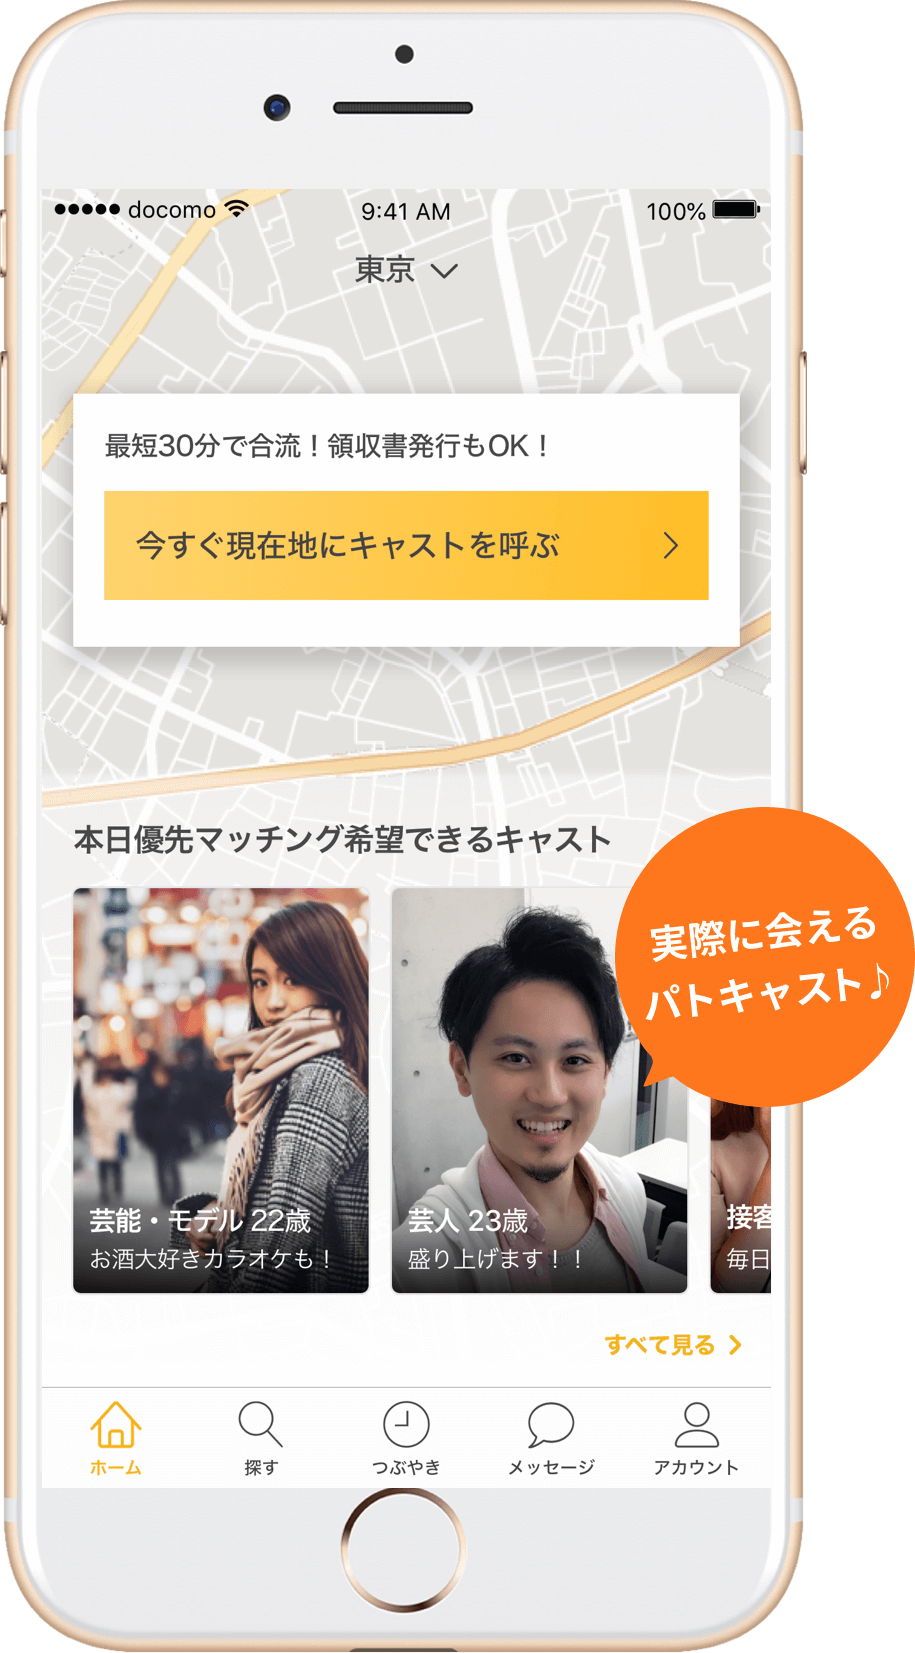 ●●●●● docomo 9:41 AM 100%
東京
最短30分で合流！領収書発行もOK！
今すぐ現在地にキャストを呼ぶ
本日優先マッチング希望できるキャスト
実際に会える
パトキャスト♪
芸能・モデル 22歳
お酒大好きカラオケも！
芸人 23歳
盛り上げます！！
接客
毎日
すべて見る
ホーム
探す
つぶやき
メッセージ
アカウント